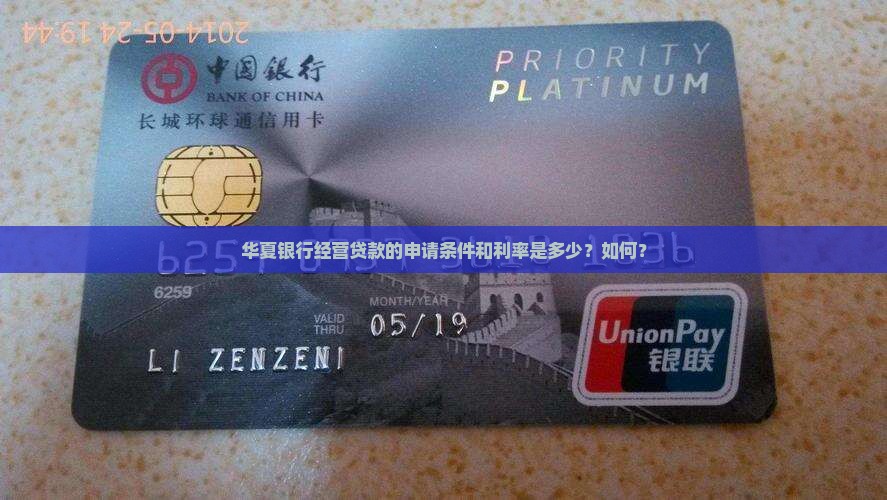 2014-05-24 19:44
中国银行
BANK OF CHINA
长城环球通信用卡
PRIORITY
PLATINUM
华夏银行经营贷款的申请条件和利率是多少？如何？
6259
MONTH/YEAR
VALID
THRU
05/19
LI ZENZENI
UnionPay
银联